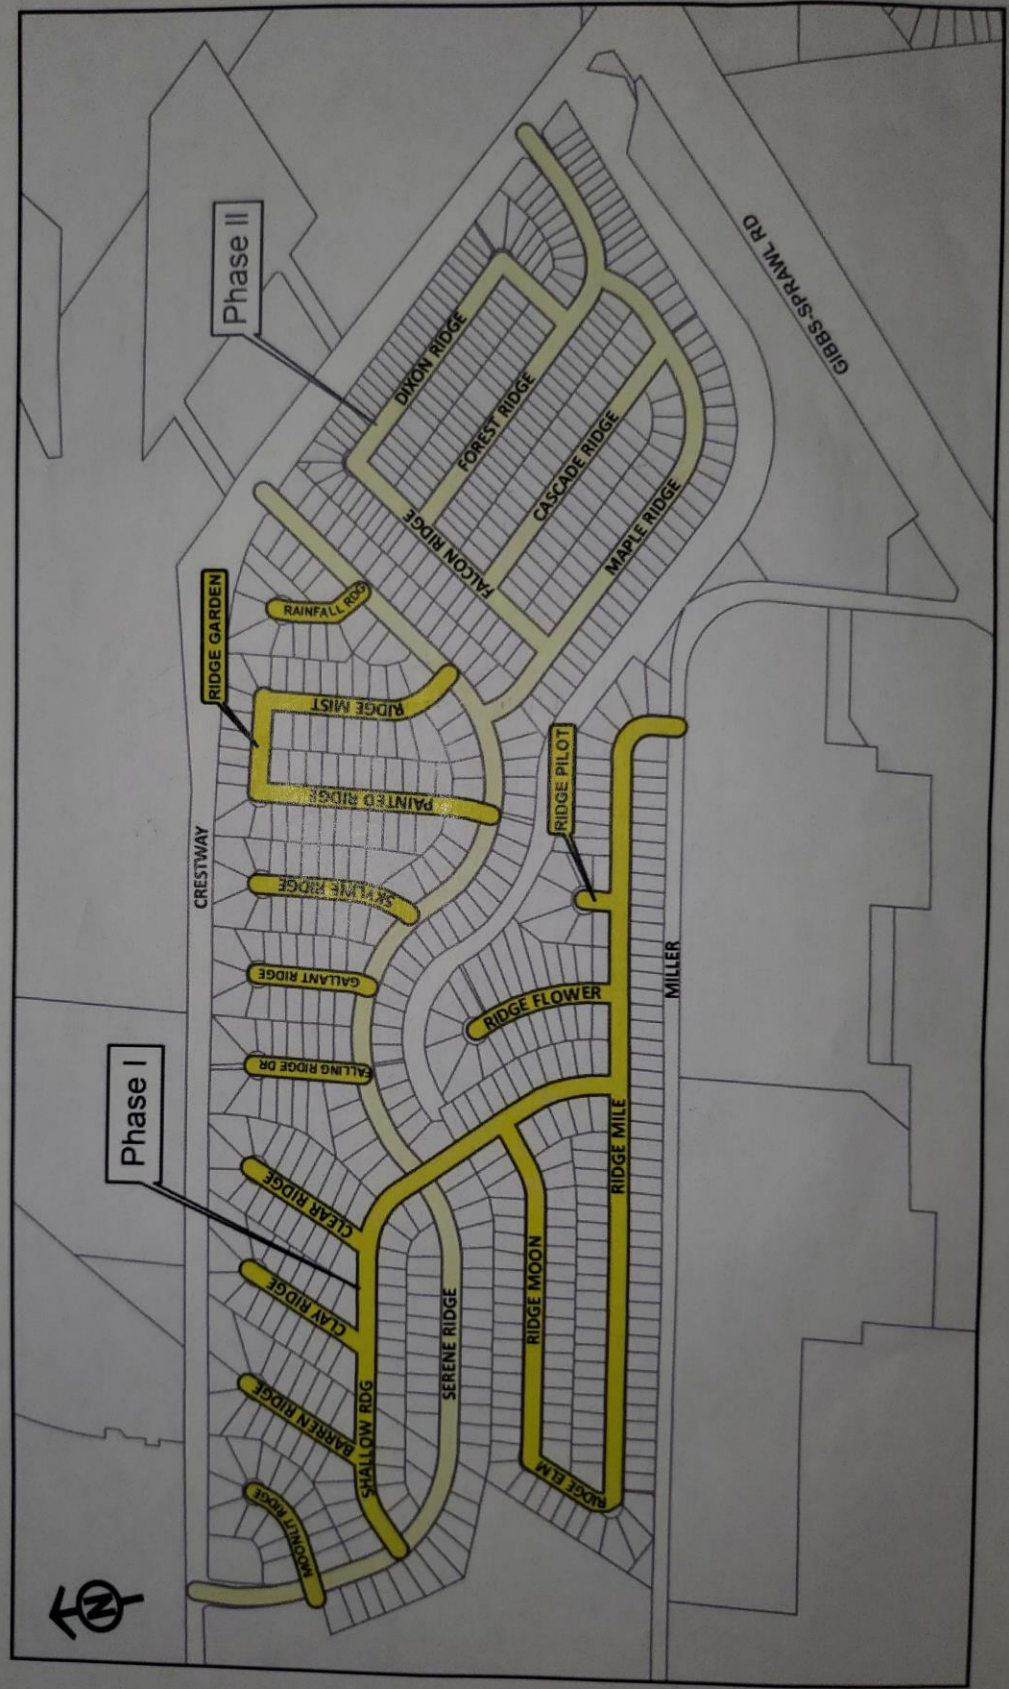 Phase II
GIBBS-SPRAWL RD
DIXON RIDGE
FOREST RIDGE
CASCADE RIDGE
MAPLE RIDGE
FALCON RIDGE
RIDGE GARDEN
RAINFALL RDG
RIDGE MIST
RIDGE PILOT
PAINTED RIDGE
CRESTWAY
SKYLINE RIDGE
GALLANT RIDGE
RIDGE FLOWER
MILLER
FALLING RIDGE DR
Phase I
RIDGE MILE
CLEAR RIDGE
CLAY RIDGE
RIDGE MOON
SERENE RIDGE
BARREN RIDGE
SHALLOW RDG
RIDGE ELM
MOONLIT RIDGE
N